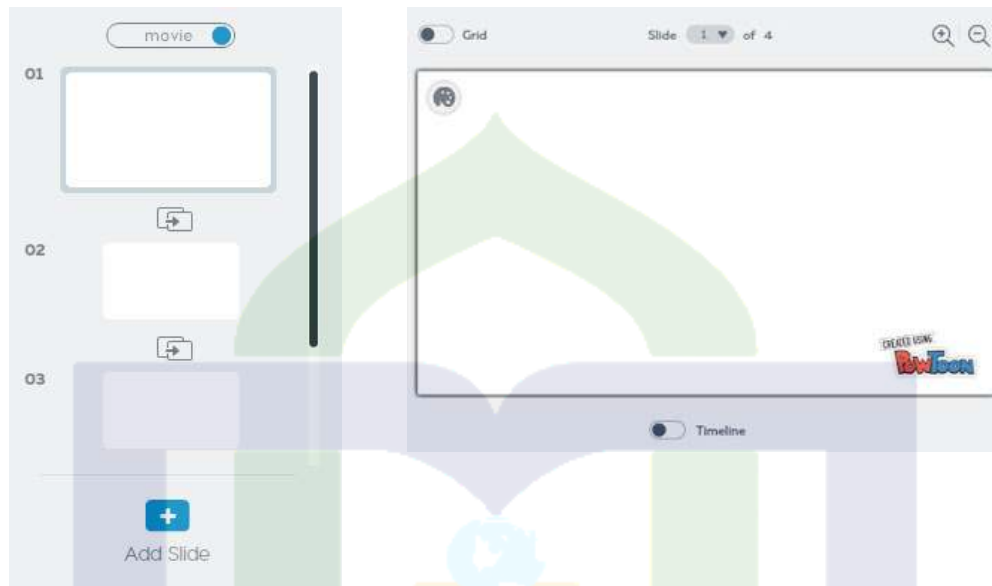 movie
Grid
Slide 1 ▼ of 4
01
02
CREATED USING
POWTOON
03
Timeline
Add Slide